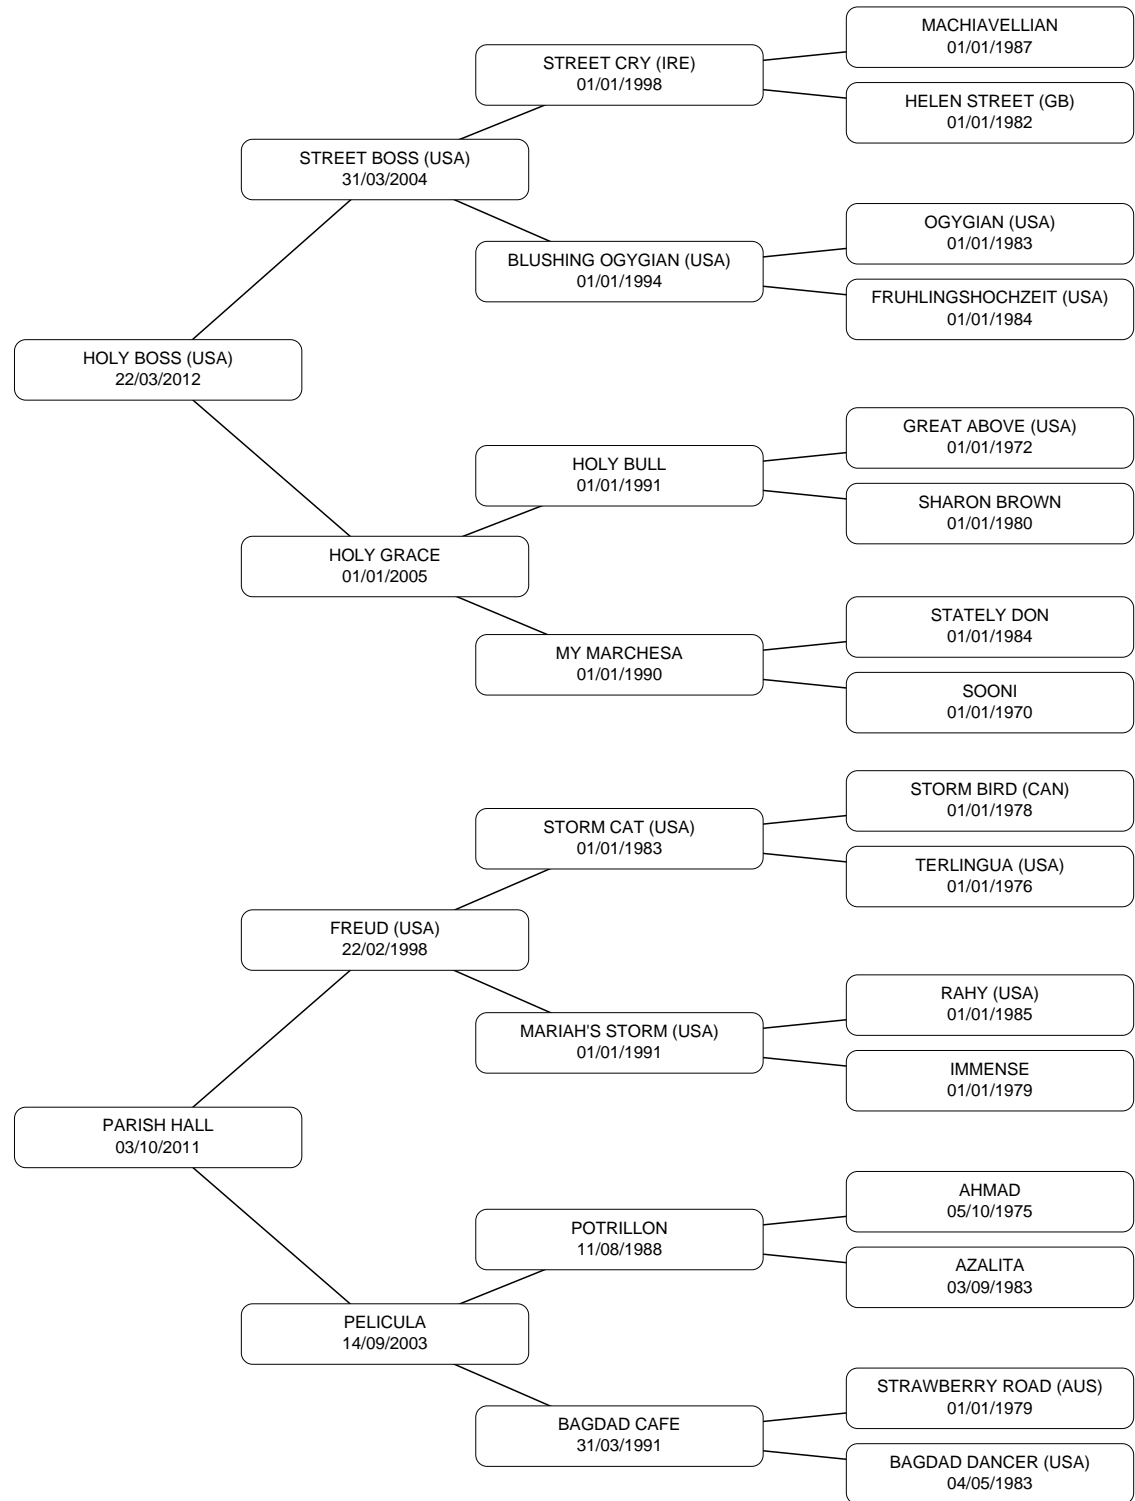 MACHIAVELLIAN
01/01/1987
STREET CRY (IRE)
01/01/1998
HELEN STREET (GB)
01/01/1982
STREET BOSS (USA)
31/03/2004
OGYGIAN (USA)
01/01/1983
BLUSHING OGYGIAN (USA)
01/01/1994
FRUHLINGSHOCHZEIT (USA)
01/01/1984
HOLY BOSS (USA)
22/03/2012
GREAT ABOVE (USA)
01/01/1972
HOLY BULL
01/01/1991
SHARON BROWN
01/01/1980
HOLY GRACE
01/01/2005
STATELY DON
01/01/1984
MY MARCHESA
01/01/1990
SOONI
01/01/1970
STORM BIRD (CAN)
01/01/1978
STORM CAT (USA)
01/01/1983
TERLINGUA (USA)
01/01/1976
FREUD (USA)
22/02/1998
RAHY (USA)
01/01/1985
MARIAH'S STORM (USA)
01/01/1991
IMMENSE
01/01/1979
PARISH HALL
03/10/2011
AHMAD
05/10/1975
POTRILLON
11/08/1988
AZALITA
03/09/1983
PELICULA
14/09/2003
STRAWBERRY ROAD (AUS)
01/01/1979
BAGDAD CAFE
31/03/1991
BAGDAD DANCER (USA)
04/05/1983